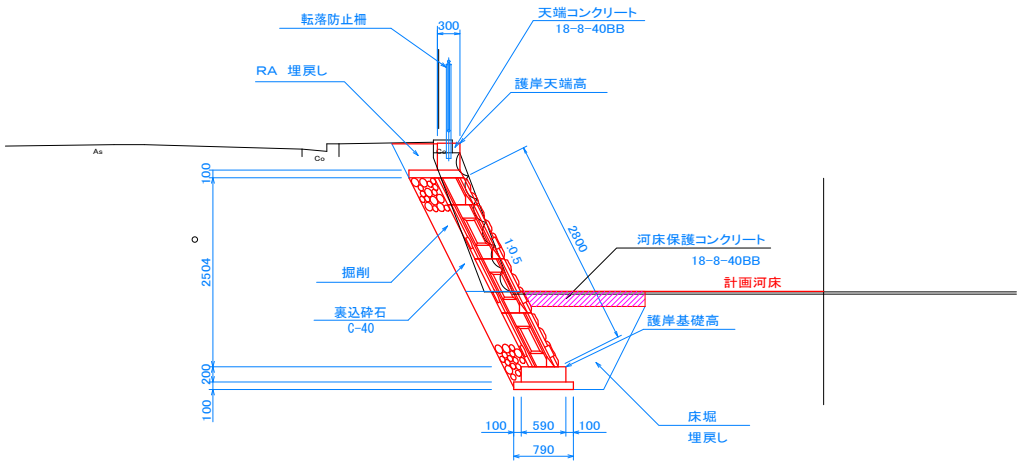 転落防止柵
300
天端コンクリート
18-8-40BB
RA 埋戻し
護岸天端高
As
Co
Co
100
2504
200
100
2800
1:0.5
掘削
裏込砕石
C-40
河床保護コンクリート
18-8-40BB
計画河床
護岸基礎高
床堀
埋戻し
100
590
100
790